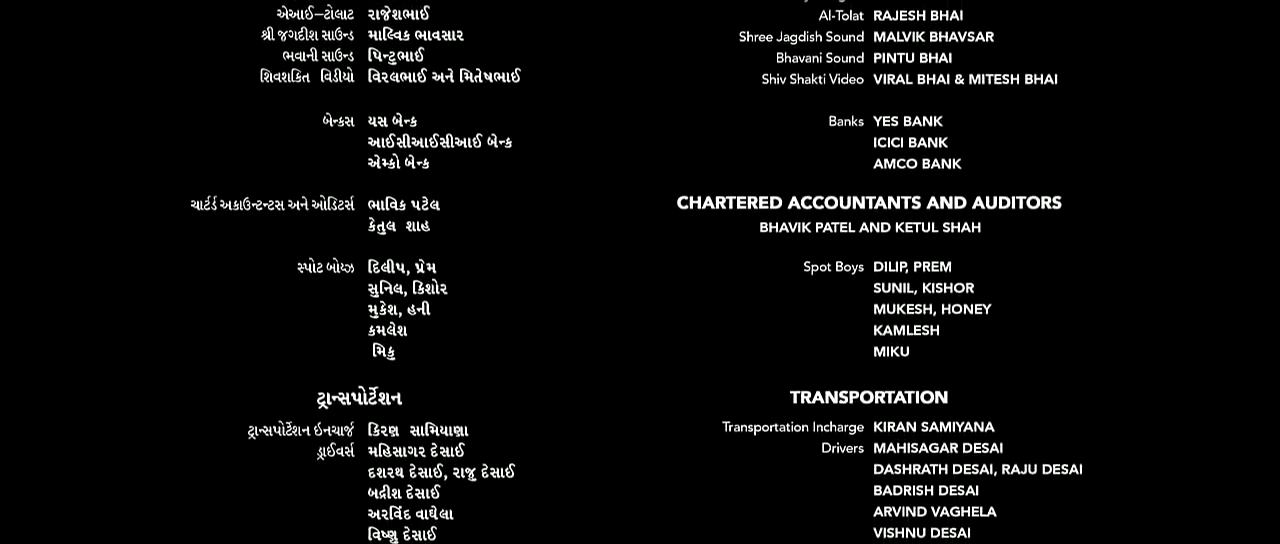 એઆઈ–ટોલાટ રાજેશભાઈ Al-Tolat RAJESH BHAI
શ્રી જગદીશ સાઉન્ડ માલ્વિક ભાવસાર Shree Jagdish Sound MALVIK BHAVSAR
ભવાની સાઉન્ડ પિન્ટુભાઈ Bhavani Sound PINTU BHAI
શિવશકિત વિડીયો વિરલભાઈ અને મિતેષભાઈ Shiv Shakti Video VIRAL BHAI & MITESH BHAI
બેન્કસ યસ બેન્ક Banks YES BANK
આઈસીઆઈસીઆઈ બેન્ક ICICI BANK
એમ્કો બેન્ક AMCO BANK
ચાર્ટર્ડ અકાઉન્ટન્ટસ અને ઓડિટર્સ ભાવિક પટેલ CHARTERED ACCOUNTANTS AND AUDITORS
કેતુલ શાહ BHAVIK PATEL AND KETUL SHAH
સ્પોટ બોય્ઝ દિલીપ, પ્રેમ Spot Boys DILIP, PREM
સુનિલ, કિશોર SUNIL, KISHOR
મુકેશ, હની MUKESH, HONEY
કમલેશ KAMLESH
મિકુ MIKU
ટ્રાન્સપોર્ટેશન TRANSPORTATION
ટ્રાન્સપોર્ટેશન ઇનચાર્જ કિરણ સામિયાણા Transportation Incharge KIRAN SAMIYANA
ડ્રાઈવર્સ મહિસાગર દેસાઈ Drivers MAHISAGAR DESAI
દશરથ દેસાઈ, રાજુ દેસાઈ DASHRATH DESAI, RAJU DESAI
બદ્રીશ દેસાઈ BADRISH DESAI
અરવિંદ વાઘેલા ARVIND VAGHELA
વિષ્ણુ દેસાઈ VISHNU DESAI